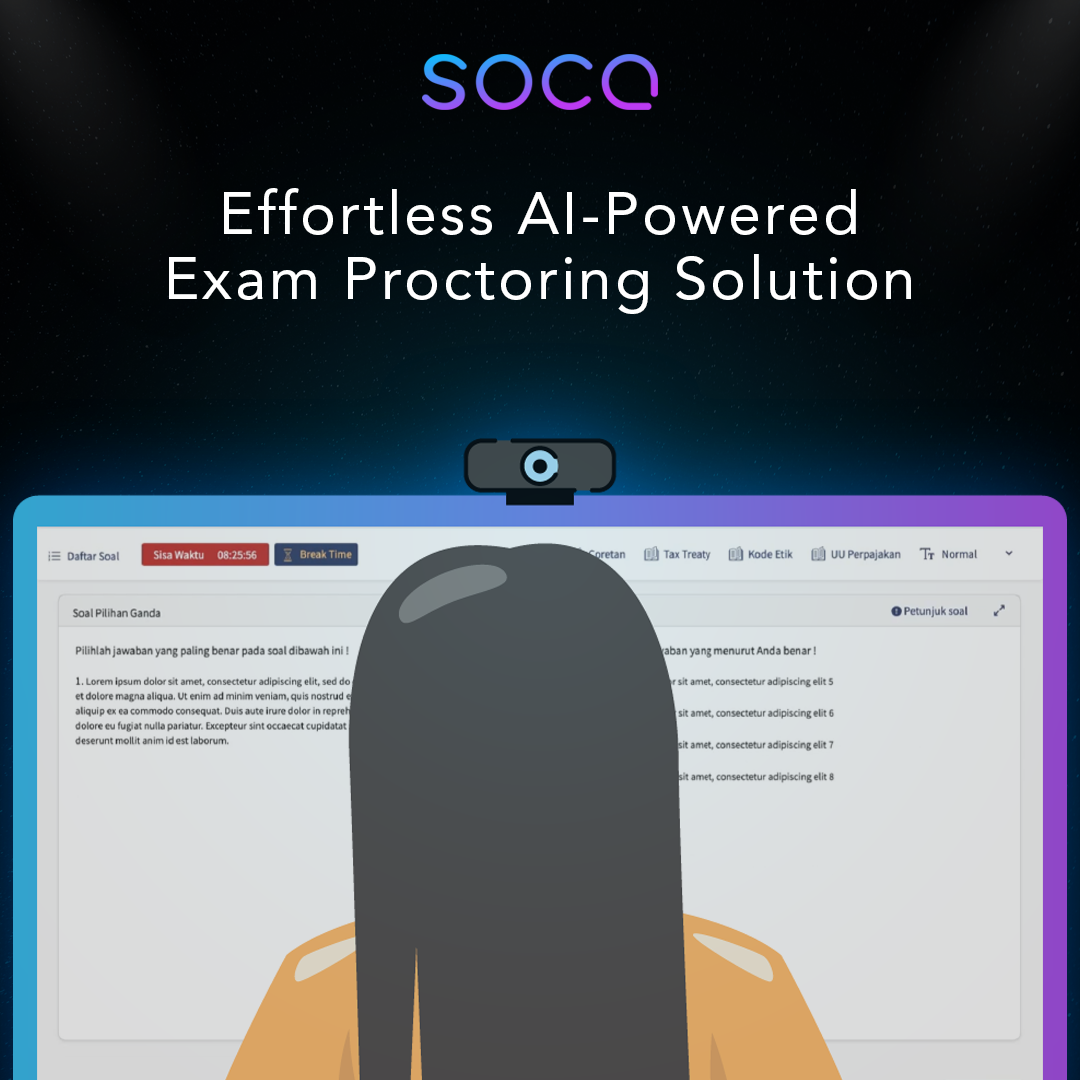 soca
Effortless AI-Powered
Exam Proctoring Solution
Daftar Soal
Sisa Waktu 08:25:56
Break Time
Tax Treaty
Kode Etik
UU Perpajakan
Normal
Soal Pilihan Ganda
Petunjuk soal
Pilihlah jawaban yang paling benar pada soal dibawah ini !
1. Lorem ipsum dolor sit amet, consectetur adipiscing elit, sed do
et dolore magna aliqua. Ut enim ad minim veniam, quis nostrud
aliquip ex ea commodo consequat. Duis aute irure dolor in
dolore eu fugiat nulla pariatur. Excepteur sint occaecat cupidatat
deserunt mollit anim id est laborum.
yang menurut Anda benar !
sit amet, consectetur adipiscing elit 5
sit amet, consectetur adipiscing elit 6
sit amet, consectetur adipiscing elit 7
sit amet, consectetur adipiscing elit 8